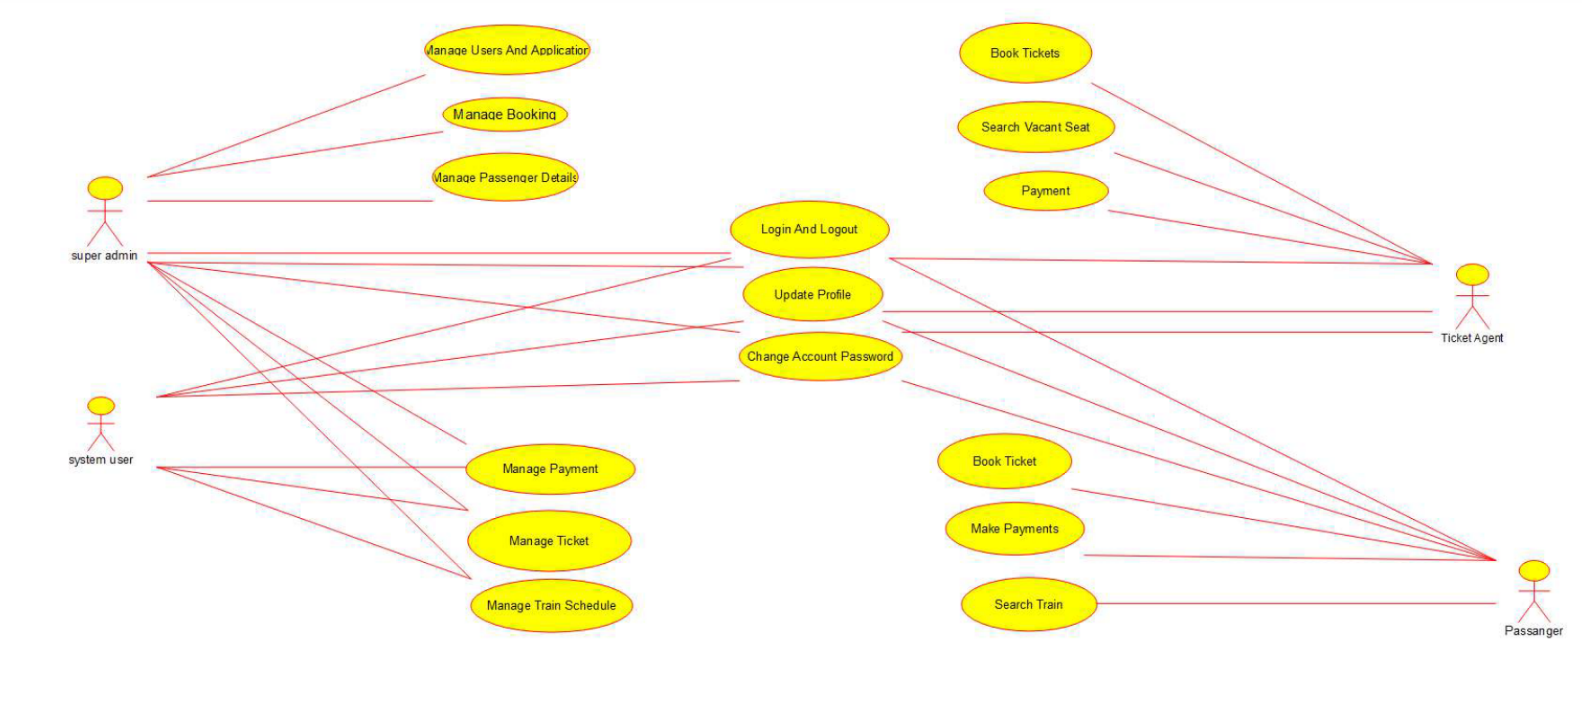 Manage Users And Application
Manage Booking
Manage Passenger Details
super admin
Book Tickets
Search Vacant Seat
Payment
Login And Logout
Update Profile
Change Account Password
Ticket Agent
system user
Manage Payment
Manage Ticket
Manage Train Schedule
Book Ticket
Make Payments
Search Train
Passanger